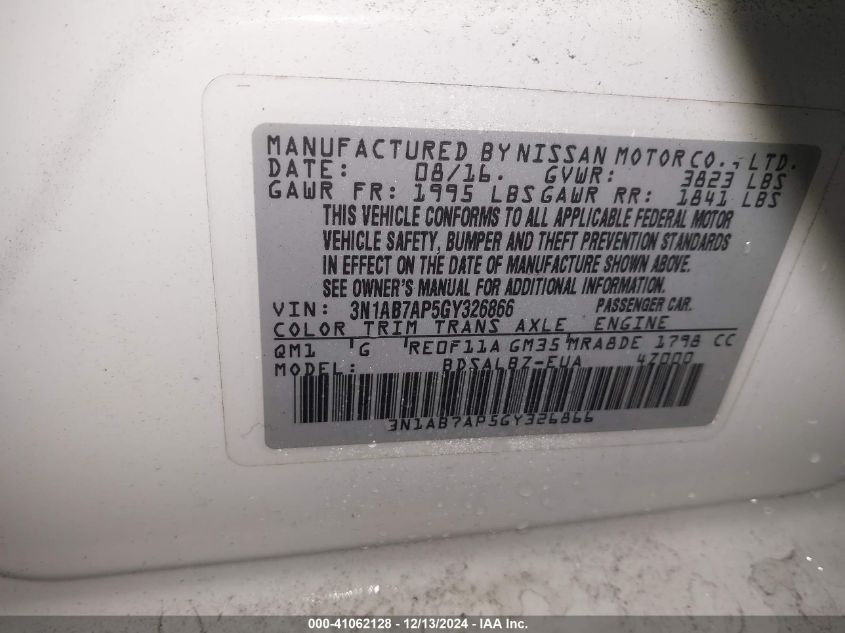 MANUFACTURED BY NISSAN MOTOR CO., LTD.
DATE: 08/16. GVWR: 3823 LBS
GAWR FR: 1995 LBS GAWR RR: 1841 LBS
THIS VEHICLE CONFORMS TO ALL APPLICABLE FEDERAL MOTOR
VEHICLE SAFETY, BUMPER AND THEFT PREVENTION STANDARDS
IN EFFECT ON THE DATE OF MANUFACTURE SHOWN ABOVE.
SEE OWNER'S MANUAL FOR ADDITIONAL INFORMATION.
VIN: 3N1AB7AP5GY326866 PASSENGER CAR.
COLOR TRIM TRANS AXLE ENGINE
QM1 G RE0F11A GM35 MRA8DE 1798 CC
MODEL: BDSALBZ-EUA 47000
3N1AB7AP5GY326866
000-41062128 - 12/13/2024 - IAA Inc.